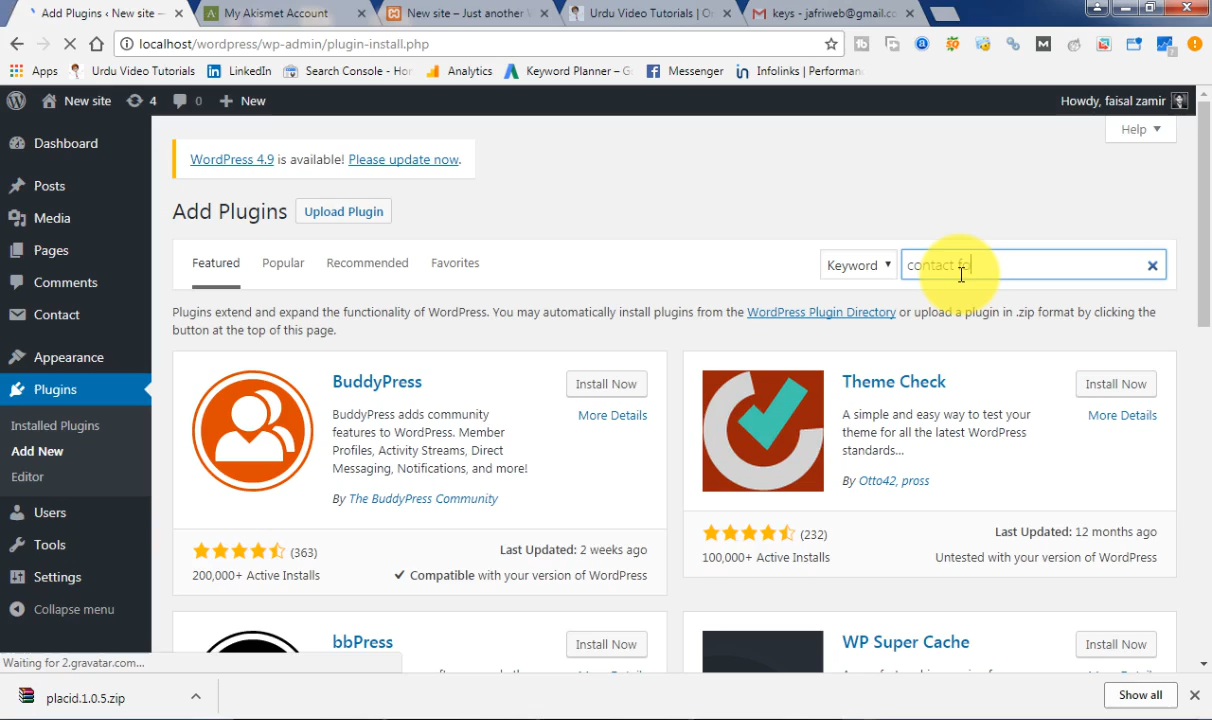 Add Plugins ‹ New site —
My Akismet Account
New site – Just another W
Urdu Video Tutorials | O
keys - jafriweb@gmail.co
localhost/wordpress/wp-admin/plugin-install.php
Apps
Urdu Video Tutorials
LinkedIn
Search Console - Hor
Analytics
Keyword Planner – G
Messenger
Infolinks | Performan
New site
4
0
New
Howdy, faisal zamir
Help
WordPress 4.9 is available! Please update now.
Dashboard
Posts
Media
Pages
Comments
Contact
Appearance
Plugins
Installed Plugins
Add New
Editor
Users
Tools
Settings
Collapse menu
Add Plugins
Upload Plugin
Featured
Popular
Recommended
Favorites
Keyword
contact fo
Plugins extend and expand the functionality of WordPress. You may automatically install plugins from the WordPress Plugin Directory or upload a plugin in .zip format by clicking the
button at the top of this page.
BuddyPress
Install Now
More Details
BuddyPress adds community
features to WordPress. Member
Profiles, Activity Streams, Direct
Messaging, Notifications, and more!
By The BuddyPress Community
(363)
Last Updated: 2 weeks ago
200,000+ Active Installs
Compatible with your version of WordPress
Theme Check
Install Now
More Details
A simple and easy way to test your
theme for all the latest WordPress
standards...
By Otto42, pross
(232)
Last Updated: 12 months ago
100,000+ Active Installs
Untested with your version of WordPress
bbPress
Install Now
WP Super Cache
Install Now
Waiting for 2.gravatar.com...
placid.1.0.5.zip
Show all